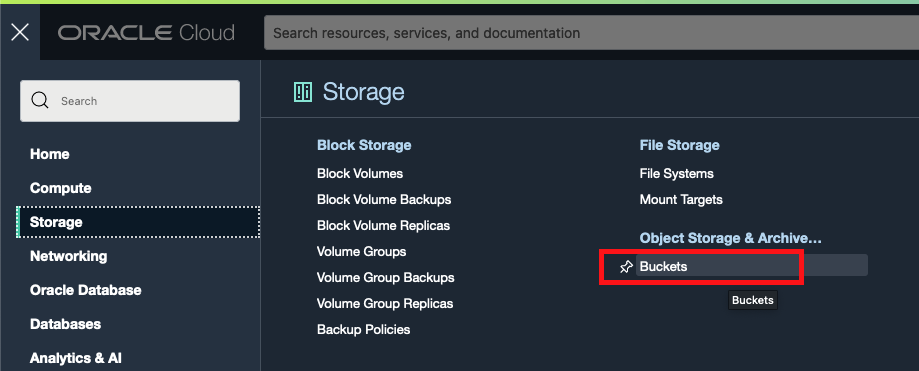 ORACLE Cloud
Search resources, services, and documentation
Search
Home
Compute
Storage
Networking
Oracle Database
Databases
Analytics & AI
Storage
Block Storage
Block Volumes
Block Volume Backups
Block Volume Replicas
Volume Groups
Volume Group Backups
Volume Group Replicas
Backup Policies
File Storage
File Systems
Mount Targets
Object Storage & Archive...
Buckets
Buckets